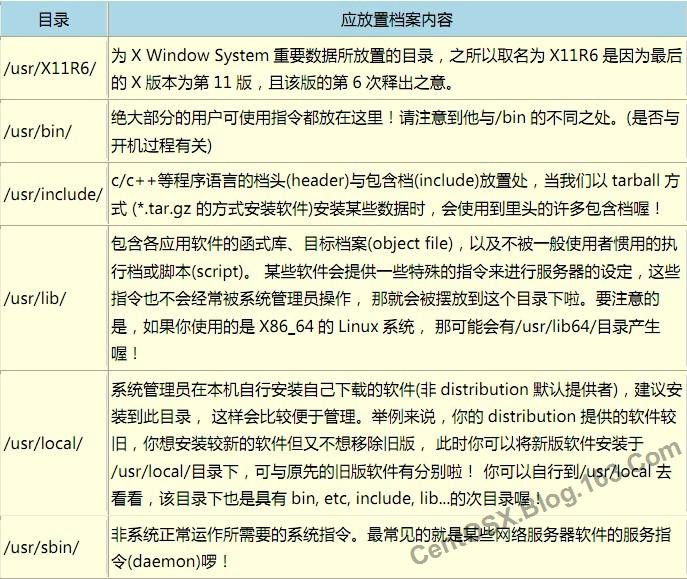 目录
应放置档案内容
/usr/X11R6/
为 X Window System 重要数据所放置的目录，之所以取名为 X11R6 是因为最后
的 X 版本为第 11 版，且该版的第 6 次释出之意。
/usr/bin/
绝大部分的用户可使用指令都放在这里！请注意到他与/bin 的不同之处。(是否与
开机过程有关)
/usr/include/
c/c++等程序语言的档头(header)与包含档(include)放置处，当我们以 tarball 方
式 (*.tar.gz 的方式安装软件)安装某些数据时，会使用到里头的许多包含档喔！
/usr/lib/
包含各应用软件的函式库、目标档案(object file)，以及不被一般使用者惯用的执
行档或脚本(script)。 某些软件会提供一些特殊的指令来进行服务器的设定，这些
指令也不会经常被系统管理员操作， 那就会被摆放到这个目录下啦。要注意的
是，如果你使用的是 X86_64 的 Linux 系统， 那可能会有/usr/lib64/目录产生
喔！
/usr/local/
系统管理员在本机自行安装自己下载的软件(非 distribution 默认提供者)，建议安
装到此目录， 这样会比较便于管理。举例来说，你的 distribution 提供的软件较
旧，你想安装较新的软件但又不想移除旧版， 此时你可以将新版软件安装于
/usr/local/目录下，可与原先的旧版软件有分别啦！ 你可以自行到/usr/local 去
看看，该目录下也是具有 bin, etc, include, lib...的次目录喔！
/usr/sbin/
非系统正常运作所需要的系统指令。最常见的就是某些网络服务器软件的服务指
令(daemon)啰！
CentOSX.Blog.163.Com